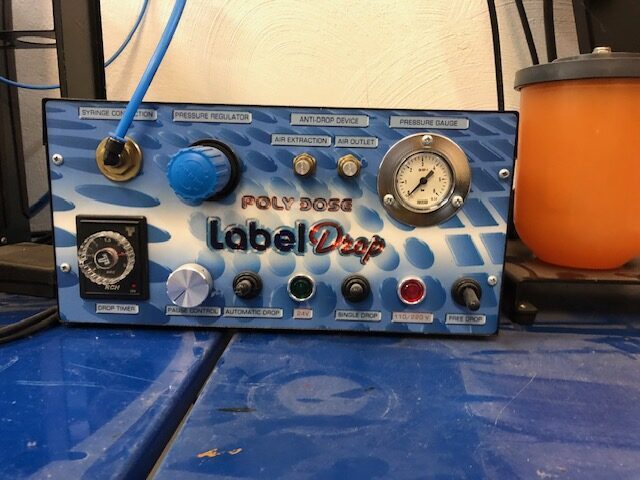 SYRINGE CONNECTION
PRESSURE REGULATOR
ANTI-DROP DEVICE
PRESSURE GAUGE
AIR EXTRACTION
AIR OUTLET
POLY DOSE
Label Drop
RCH
DROP TIMER
PAUSE CONTROL
AUTOMATIC DROP
24V
SINGLE DROP
110/220 V
FREE DROP